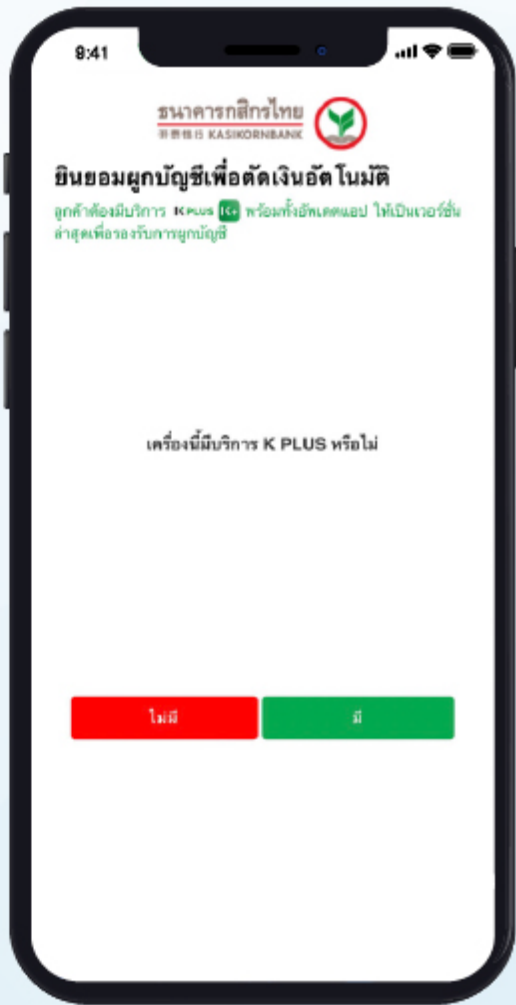 9:41
ธนาคารกสิกรไทย
开泰银行 KASIKORNBANK
ยินยอมผูกบัญชีเพื่อตัดเงินอัตโนมัติ
ลูกค้าต้องมีบริการ K PLUS K+ พร้อมทั้งอัพเดตแอป ให้เป็นเวอร์ชั่น
ล่าสุดเพื่อรองรับการผูกบัญชี
เครื่องนี้มีบริการ K PLUS หรือไม่
ไม่มี
มี